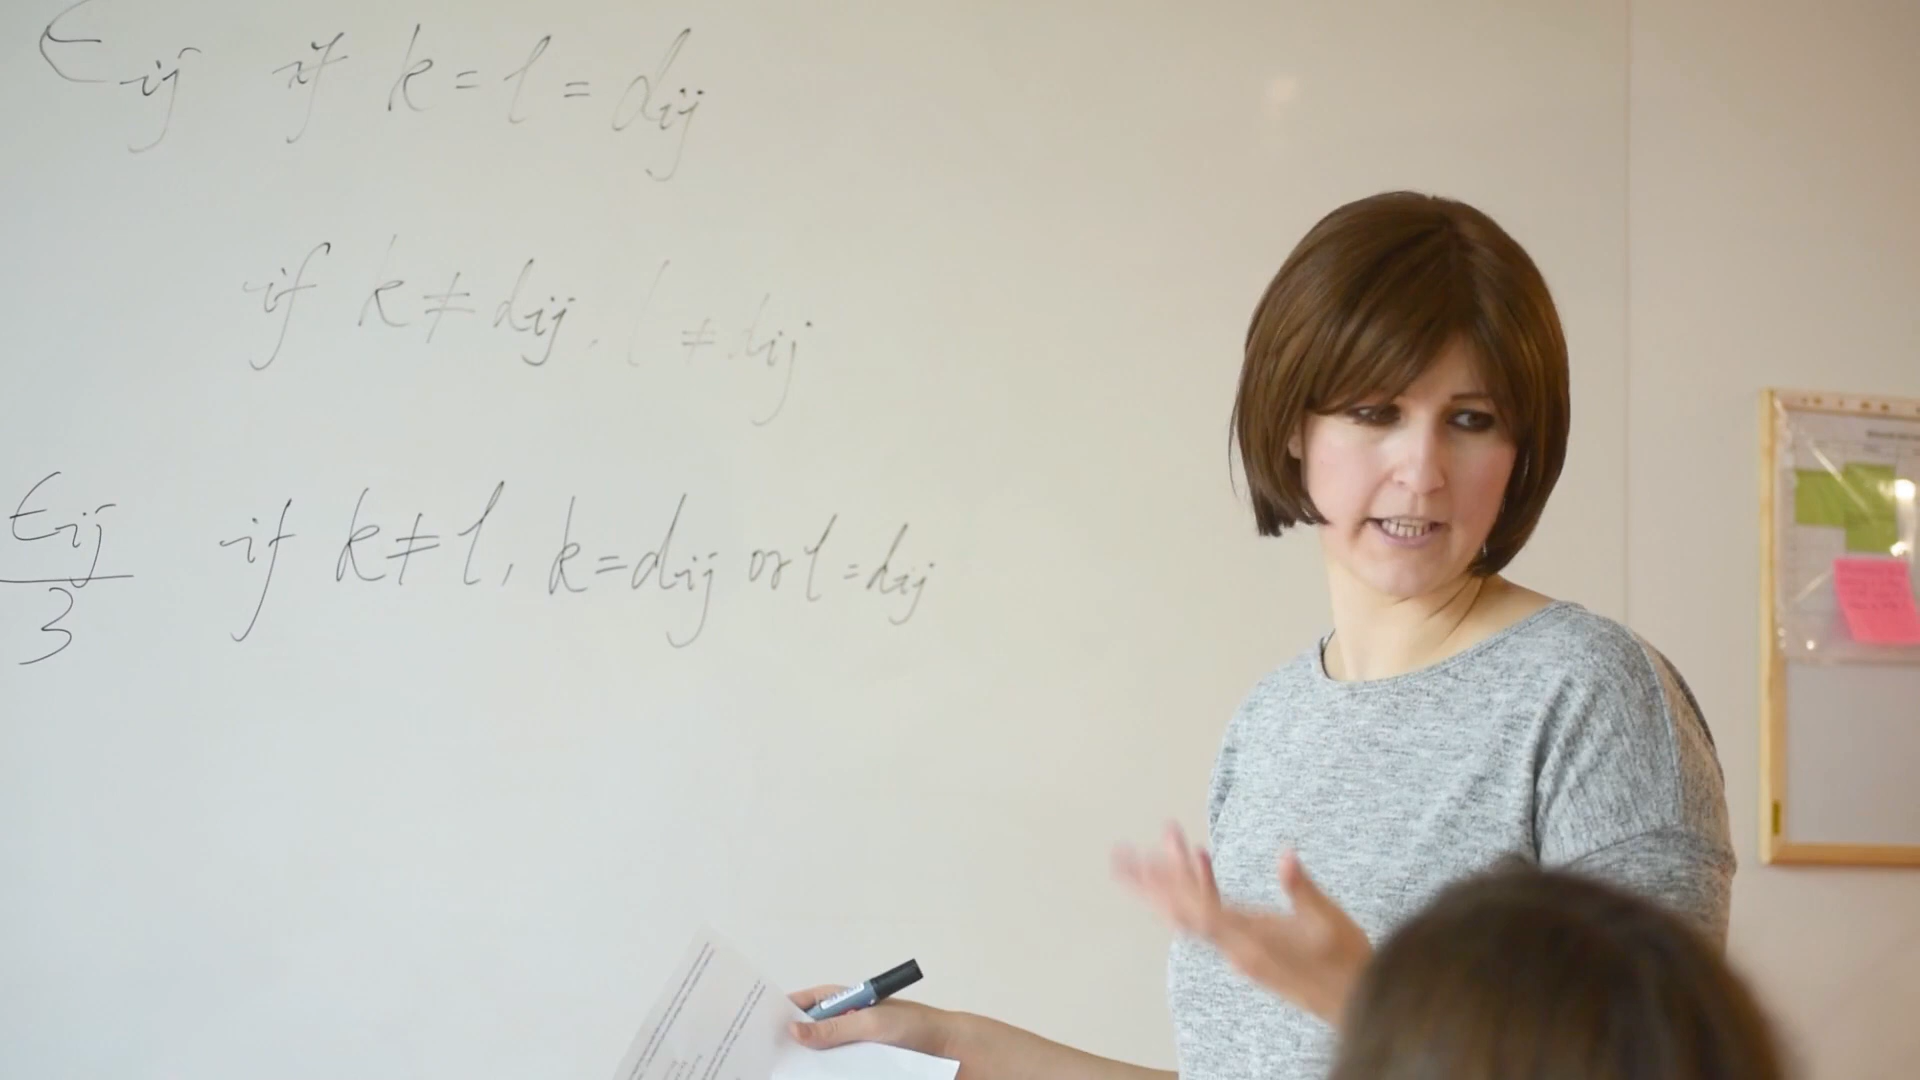 ϵij if k = l = dij
if k ≠ dij, l ≠ dij
ϵij/3 if k ≠ l, k = dij or l = dij